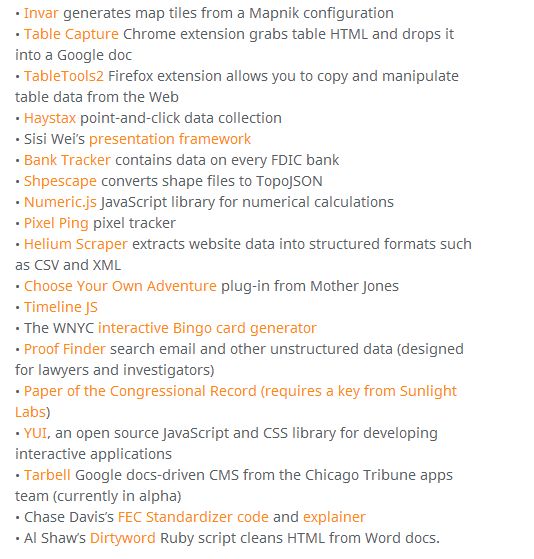 • Invar generates map tiles from a Mapnik configuration
• Table Capture Chrome extension grabs table HTML and drops it
into a Google doc
• TableTools2 Firefox extension allows you to copy and manipulate
table data from the Web
• Haystax point-and-click data collection
• Sisi Wei’s presentation framework
• Bank Tracker contains data on every FDIC bank
• Shpescape converts shape files to TopoJSON
• Numeric.js JavaScript library for numerical calculations
• Pixel Ping pixel tracker
• Helium Scraper extracts website data into structured formats such
as CSV and XML
• Choose Your Own Adventure plug-in from Mother Jones
• Timeline JS
• The WNYC interactive Bingo card generator
• Proof Finder search email and other unstructured data (designed
for lawyers and investigators)
• Paper of the Congressional Record (requires a key from Sunlight
Labs)
• YUI, an open source JavaScript and CSS library for developing
interactive applications
• Tarbell Google docs-driven CMS from the Chicago Tribune apps
team (currently in alpha)
• Chase Davis’s FEC Standardizer code and explainer
• Al Shaw’s Dirtyword Ruby script cleans HTML from Word docs.